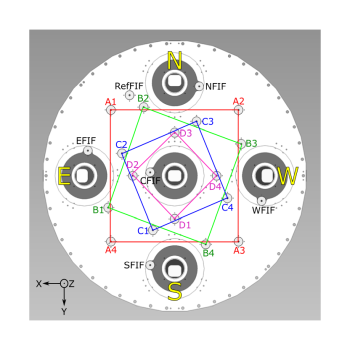 N
RefFIF
NFIF
A1
B2
A2
C3
D3
EFIF
B3
C2
D2
E
CFIF
D4
W
B1
C4
WFIF
D1
C1
A4
B4
A3
SFIF
S
X
Z
Y